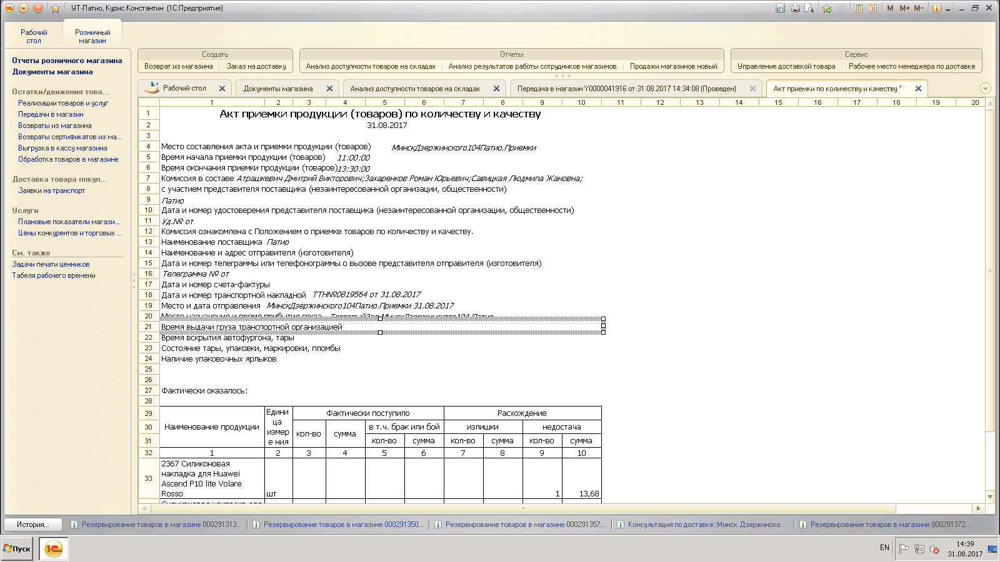 УТ-Патио, Курис Константин (1С:Предприятие)
M M+ M-
Рабочий стол
Розничный магазин
Создать
Возврат из магазина Заказ на доставку
Отчеты
Анализ доступности товаров на складах Анализ результатов работы сотрудников магазинов Продажи магазинов новый
Сервис
Управление доставкой товара Рабочее место менеджера по доставке
Отчеты розничного магазина
Документы магазина
Остатки/движения това...
Реализации товаров и услуг
Передачи в магазин
Возвраты из магазина
Возвраты сертификатов из ма...
Выгрузка в кассу магазина
Обработка товаров в магазине
Доставка товара покуп...
Заявки на транспорт
Услуги
Плановые показатели магази...
Цены конкурентов и торговых ...
См. также
Задачи печати ценников
Табеля рабочего времени
Рабочий стол Документы магазина Анализ доступности товаров на складах Передача в магазин Y0000041916 от 31.08.2017 14:34:08 (Проведен) Акт приемки по количеству и качеству *
1 2 3 4 5 6 7 8 9 10 11 12 13 14 15 16 17 18 19 20
1 Акт приемки продукции (товаров) по количеству и качеству
2 31.08.2017
3
4 Место составления акта и приемки продукции (товаров) МинскДзержинского104Патио.Приемки
5 Время начала приемки продукции (товаров) 11:00:00
6 Время окончания приемки продукции (товаров) 13:30:00
7 Комиссия в составе Атрашкевич Дмитрий Викторович;Захаренков Роман Юрьевич;Савицкая Людмила Жановна;
8 с участием представителя поставщика (незаинтересованной организации, общественности)
9 Патио
10 Дата и номер удостоверения представителя поставщика (незаинтересованной организации, общественности)
11 Уд.№ от
12 Комиссия ознакомлена с Положением о приемке товаров по количеству и качеству.
13 Наименование поставщика Патио
14 Наименование и адрес отправителя (изготовителя)
15 Дата и номер телеграммы или телефонограммы о вызове представителя отправителя (изготовителя)
16 Телеграмма № от
17 Дата и номер счета-фактуры
18 Дата и номер транспортной накладной ТТН№0819564 от 31.08.2017
19 Место и дата отправления МинскДзержинского104Патио.Приемки 31.08.2017
20
21 Время выдачи груза транспортной организацией
22 Время вскрытия автофургона, тары
23 Состояние тары, упаковки, маркировки, пломбы
24 Наличие упаковочных ярлыков
25
26
27 Фактически оказалось:
28
29 Наименование продукции Едини ца измер е ния Фактически поступило Расхождение
30 кол-во сумма в т.ч. брак или бой излишки недостача
31 кол-во сумма кол-во сумма кол-во сумма
32 1 2 3 4 5 6 7 8 9 10
33 2367 Силиконовая
накладка для Huawei
Ascend P10 lite Volare
Rosso шт 1 13,68
История... Резервирование товаров в магазине 000291313... Резервирование товаров в магазине 000291350... Резервирование товаров в магазине 000291357... Консультация по доставке::Минск Дзержинско... Резервирование товаров в магазине 000291372...
Пуск
EN
14:39
31.08.2017